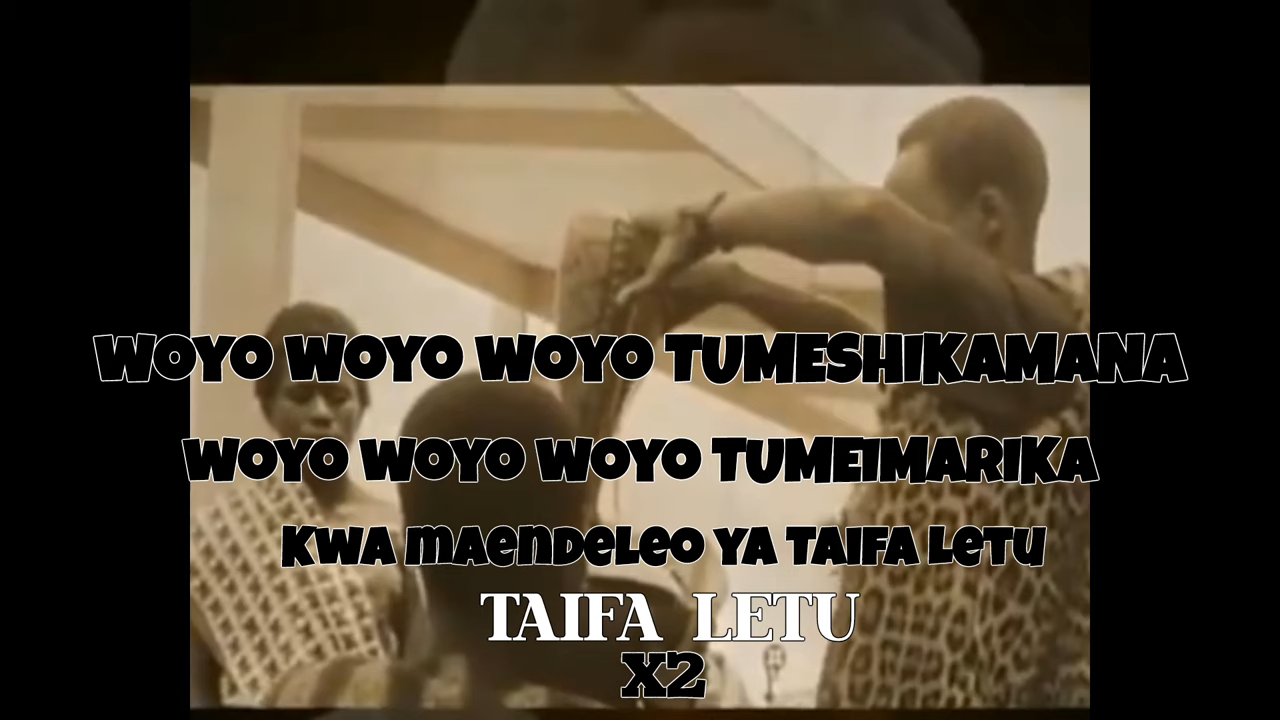 WOYO WOYO WOYO TUMESHIKAMANA
WOYO WOYO WOYO TUMEIMARIKA
KWA maenDeLeo YA TAIFA LeTU
TAIFA LETU
X2